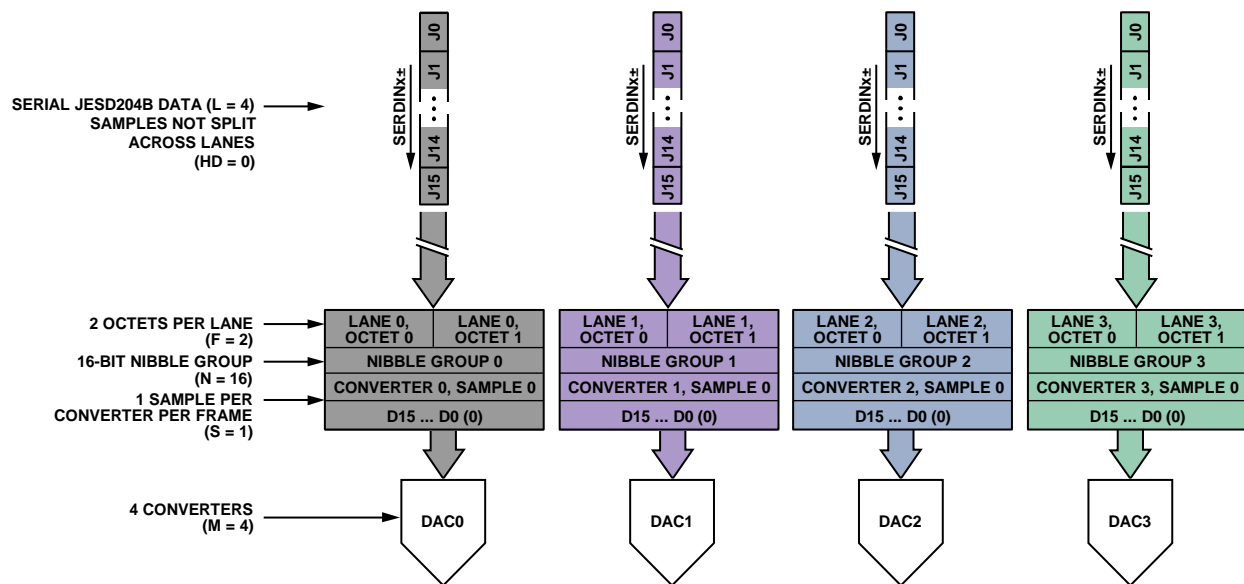 J0
J1
J14
J15
SERDINx±
J0
J1
J14
J15
SERDINx±
J0
J1
J14
J15
SERDINx±
J0
J1
J14
J15
SERDINx±
SERIAL JESD204B DATA (L = 4)
SAMPLES NOT SPLIT
ACROSS LANES
(HD = 0)
2 OCTETS PER LANE
(F = 2)
16-BIT NIBBLE GROUP
(N = 16)
1 SAMPLE PER
CONVERTER PER FRAME
(S = 1)
4 CONVERTERS
(M = 4)
LANE 0,
OCTET 0
LANE 0,
OCTET 1
NIBBLE GROUP 0
CONVERTER 0, SAMPLE 0
D15 ... D0 (0)
DAC0
LANE 1,
OCTET 0
LANE 1,
OCTET 1
NIBBLE GROUP 1
CONVERTER 1, SAMPLE 0
D15 ... D0 (0)
DAC1
LANE 2,
OCTET 0
LANE 2,
OCTET 1
NIBBLE GROUP 2
CONVERTER 2, SAMPLE 0
D15 ... D0 (0)
DAC2
LANE 3,
OCTET 0
LANE 3,
OCTET 1
NIBBLE GROUP 3
CONVERTER 3, SAMPLE 0
D15 ... D0 (0)
DAC3